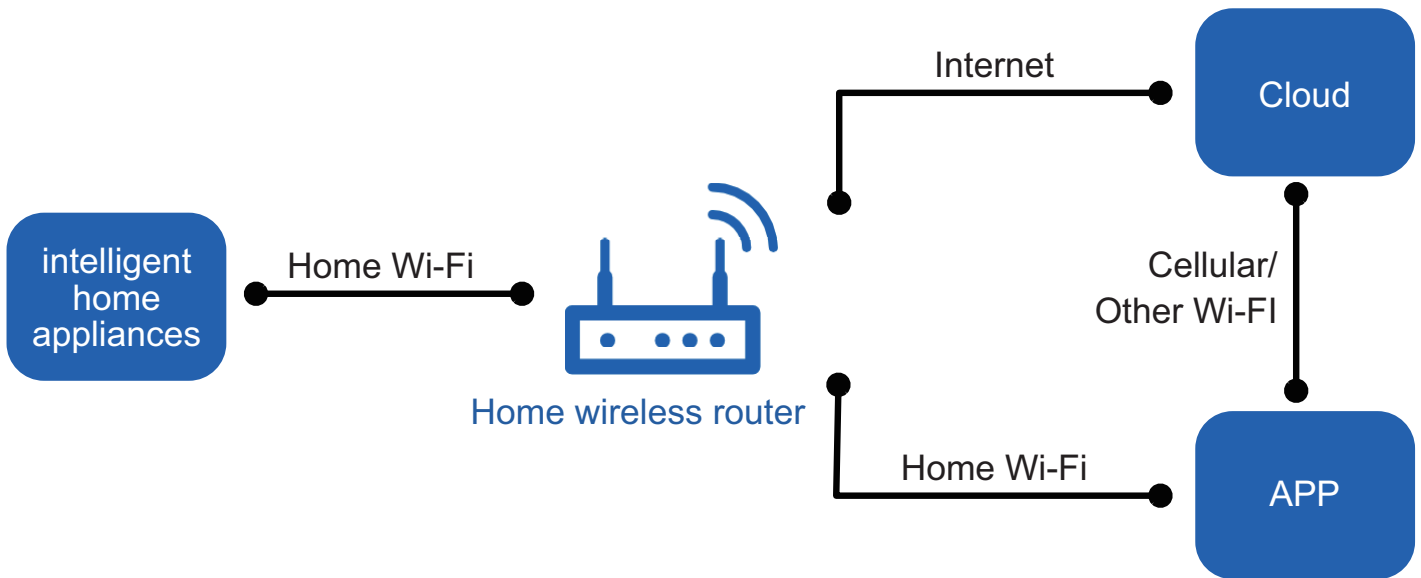 Internet
Cloud
intelligent
home
appliances
Home Wi-Fi
Cellular/
Other Wi-FI
Home wireless router
Home Wi-Fi
APP